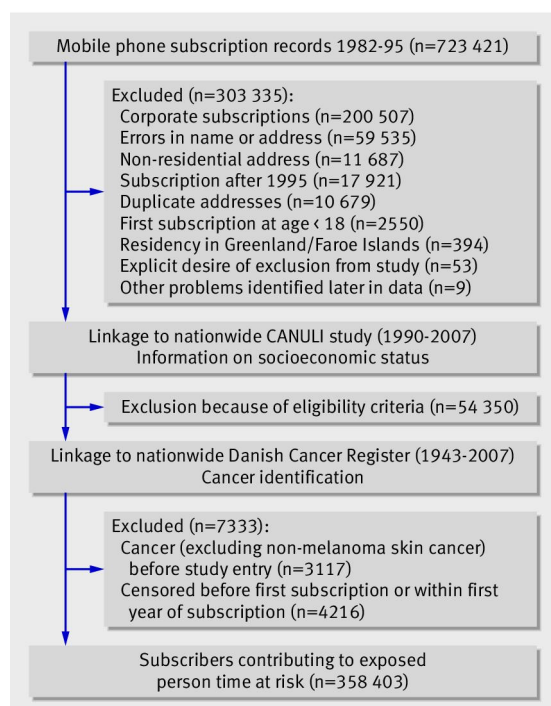 Mobile phone subscription records 1982-95 (n=723 421)
Excluded (n=303 335):
Corporate subscriptions (n=200 507)
Errors in name or address (n=59 535)
Non-residential address (n=11 687)
Subscription after 1995 (n=17 921)
Duplicate addresses (n=10 679)
First subscription at age < 18 (n=2550)
Residency in Greenland/Faroe Islands (n=394)
Explicit desire of exclusion from study (n=53)
Other problems identified later in data (n=9)
Linkage to nationwide CANULI study (1990-2007)
Information on socioeconomic status
Exclusion because of eligibility criteria (n=54 350)
Linkage to nationwide Danish Cancer Register (1943-2007)
Cancer identification
Excluded (n=7333):
Cancer (excluding non-melanoma skin cancer)
before study entry (n=3117)
Censored before first subscription or within first
year of subscription (n=4216)
Subscribers contributing to exposed
person time at risk (n=358 403)